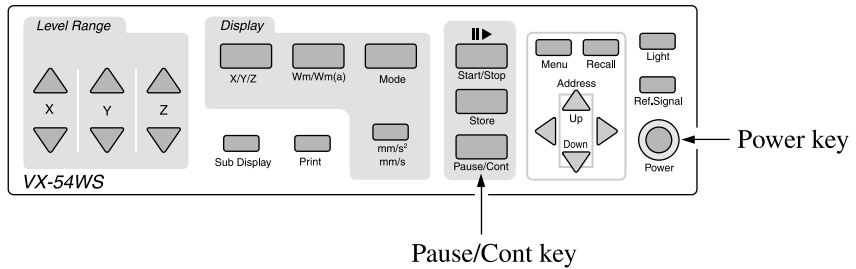 Level Range
X
Y
Z
Display
X/Y/Z
Wm/Wm(a)
Mode
Sub Display
Print
mm/s²
mm/s
Start/Stop
Store
Pause/Cont
Menu
Recall
Address
Up
Down
Light
Ref.Signal
Power
VX-54WS
Power key
Pause/Cont key